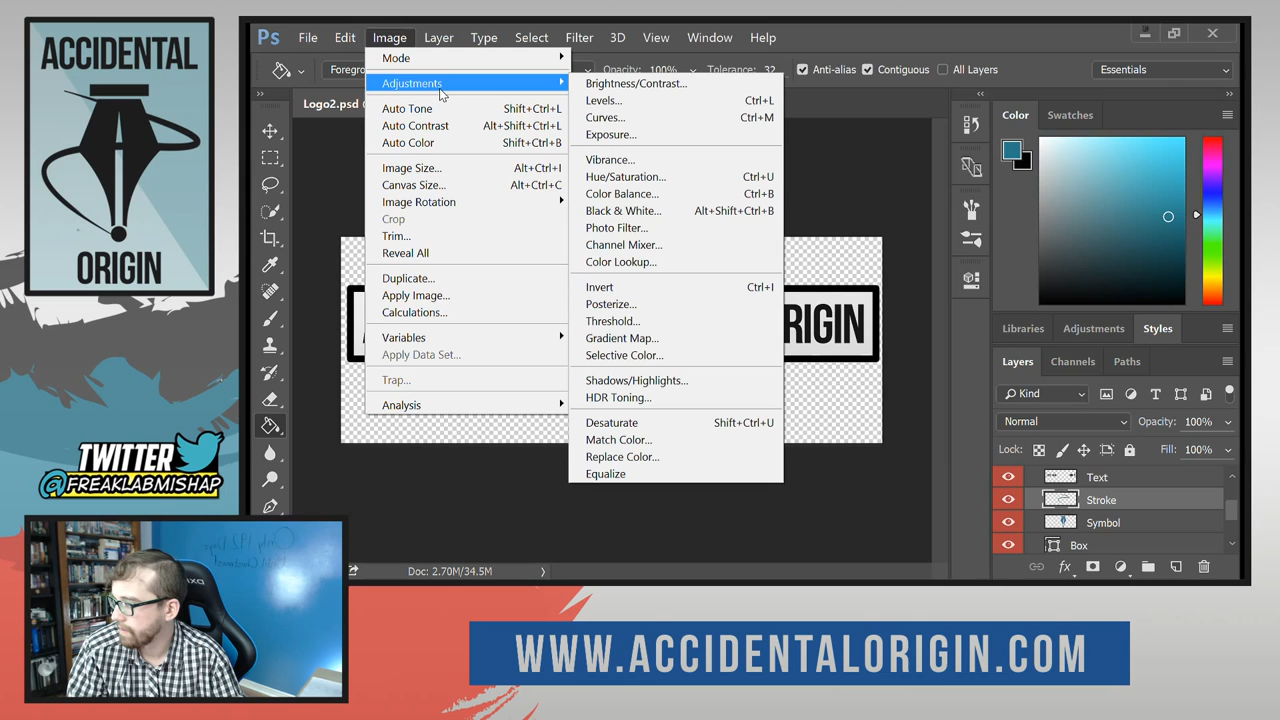 ACCIDENTAL
ORIGIN
TWITTER
@FREAKLABMISHAP
Ps File Edit Image Layer Type Select Filter 3D View Window Help
Opacity: 100% Tolerance: 32 Anti-alias Contiguous All Layers Essentials
Logo2.psd
Mode
Adjustments
Auto Tone Shift+Ctrl+L
Auto Contrast Alt+Shift+Ctrl+L
Auto Color Shift+Ctrl+B
Image Size... Alt+Ctrl+I
Canvas Size... Alt+Ctrl+C
Image Rotation
Crop
Trim...
Reveal All
Duplicate...
Apply Image...
Calculations...
Variables
Apply Data Set...
Trap...
Analysis
Brightness/Contrast...
Levels... Ctrl+L
Curves... Ctrl+M
Exposure...
Vibrance...
Hue/Saturation... Ctrl+U
Color Balance... Ctrl+B
Black & White... Alt+Shift+Ctrl+B
Photo Filter...
Channel Mixer...
Color Lookup...
Invert Ctrl+I
Posterize...
Threshold...
Gradient Map...
Selective Color...
Shadows/Highlights...
HDR Toning...
Desaturate Shift+Ctrl+U
Match Color...
Replace Color...
Equalize
RIGIN
Color Swatches
Libraries Adjustments Styles
Layers Channels Paths
Kind
Normal Opacity: 100%
Lock: Fill: 100%
Text
Stroke
Symbol
Box
Doc: 2.70M/34.5M
WWW.ACCIDENTALORIGIN.COM